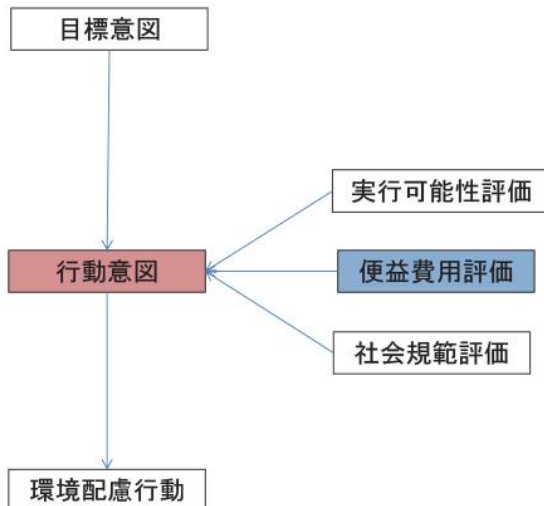 目標意図
実行可能性評価
行動意図
便益費用評価
社会規範評価
環境配慮行動